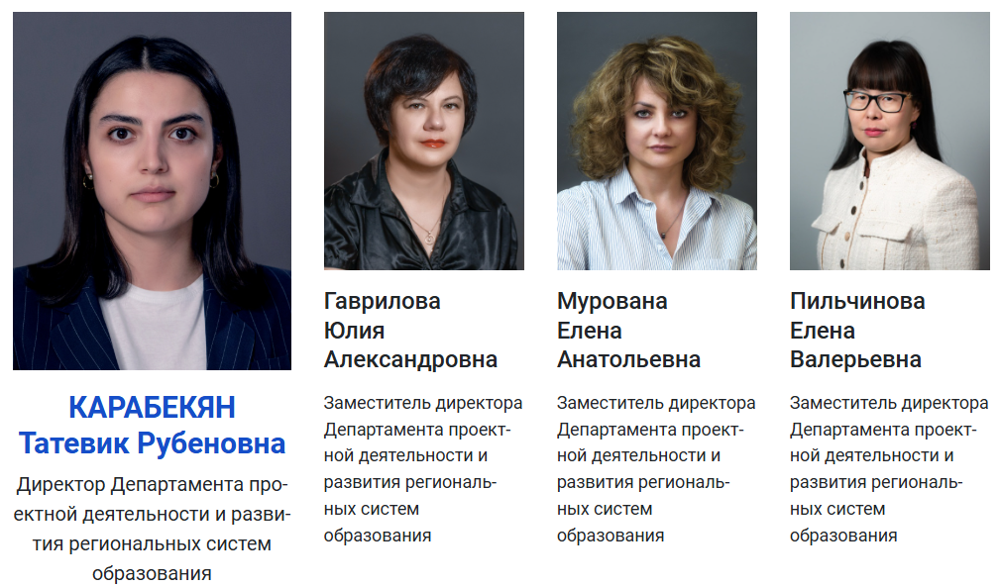 КАРАБЕКЯН
Татевик Рубеновна
Директор Департамента про-
ектной деятельности и разви-
тия региональных систем
образования
Гаврилова
Юлия
Александровна
Заместитель директора
Департамента проект-
ной деятельности и
развития региональ-
ных систем
образования
Мурована
Елена
Анатольевна
Заместитель директора
Департамента проект-
ной деятельности и
развития региональ-
ных систем
образования
Пильчинова
Елена
Валерьевна
Заместитель директора
Департамента проект-
ной деятельности и
развития региональ-
ных систем
образования